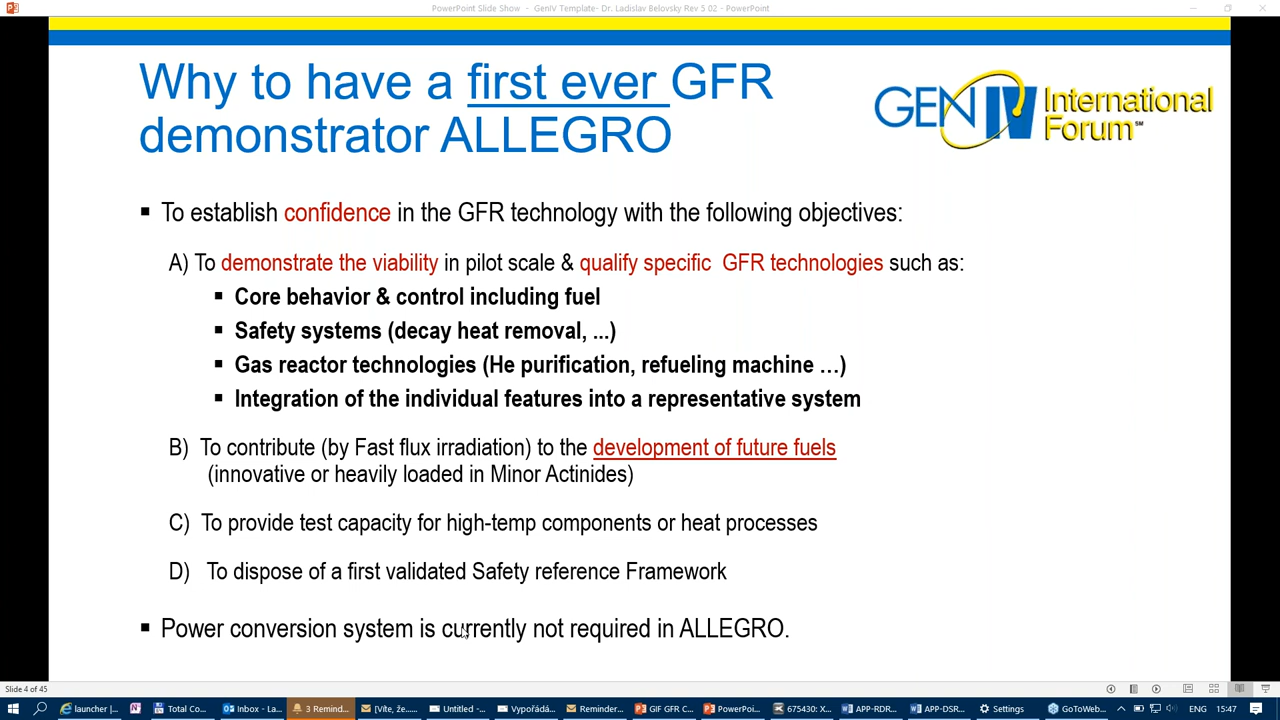 PowerPoint Slide Show - GenIV Template- Dr. Ladislav Belovsky Rev 5 02 - PowerPoint
Why to have a first ever GFR
demonstrator ALLEGRO
GEN IV International
Forum℠
▪ To establish confidence in the GFR technology with the following objectives:
A) To demonstrate the viability in pilot scale & qualify specific GFR technologies such as:
▪ Core behavior & control including fuel
▪ Safety systems (decay heat removal, ...)
▪ Gas reactor technologies (He purification, refueling machine …)
▪ Integration of the individual features into a representative system
B) To contribute (by Fast flux irradiation) to the development of future fuels
(innovative or heavily loaded in Minor Actinides)
C) To provide test capacity for high-temp components or heat processes
D) To dispose of a first validated Safety reference Framework
▪ Power conversion system is currently not required in ALLEGRO.
Slide 4 of 45
launcher |... Total Co... Inbox - La... 3 Remind... [Víte, že.... Untitled -... Vypořádá... Reminder... GIF GFR C... PowerPoi... 675430: X... APP-RDR... APP-DSR... Settings GoToWeb... ENG 15:47